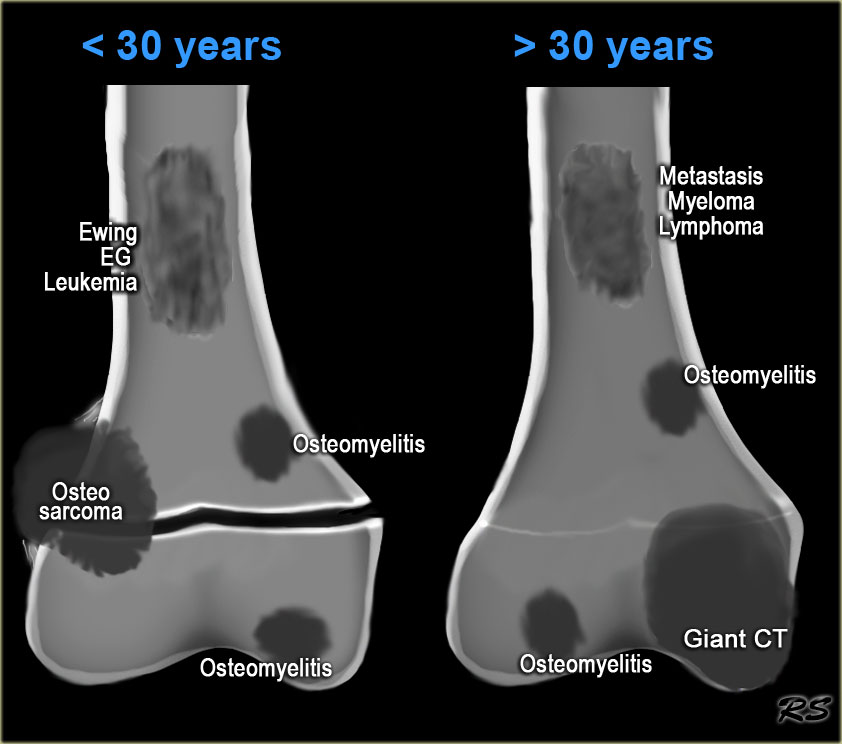 < 30 years
> 30 years
Ewing
EG
Leukemia
Osteomyelitis
Osteo
sarcoma
Osteomyelitis
Metastasis
Myeloma
Lymphoma
Osteomyelitis
Osteomyelitis
Giant CT
RS